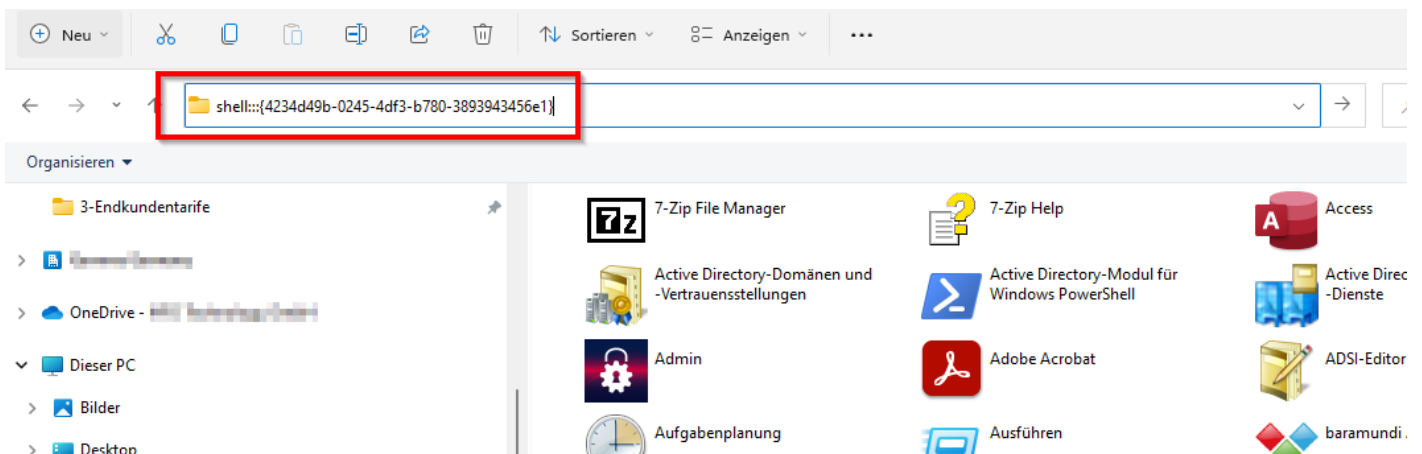 Neu
Sortieren
Anzeigen
shell:::{4234d49b-0245-4df3-b780-3893943456e1}
Organisieren
3-Endkundentarife
OneDrive -
Dieser PC
Bilder
Desktop
7z
7-Zip File Manager
7-Zip Help
A
Access
Active Directory-Domänen und
-Vertrauensstellungen
Active Directory-Modul für
Windows PowerShell
Active Direc
-Dienste
Admin
Adobe Acrobat
ADSI-Editor
Aufgabenplanung
Ausführen
baramundi